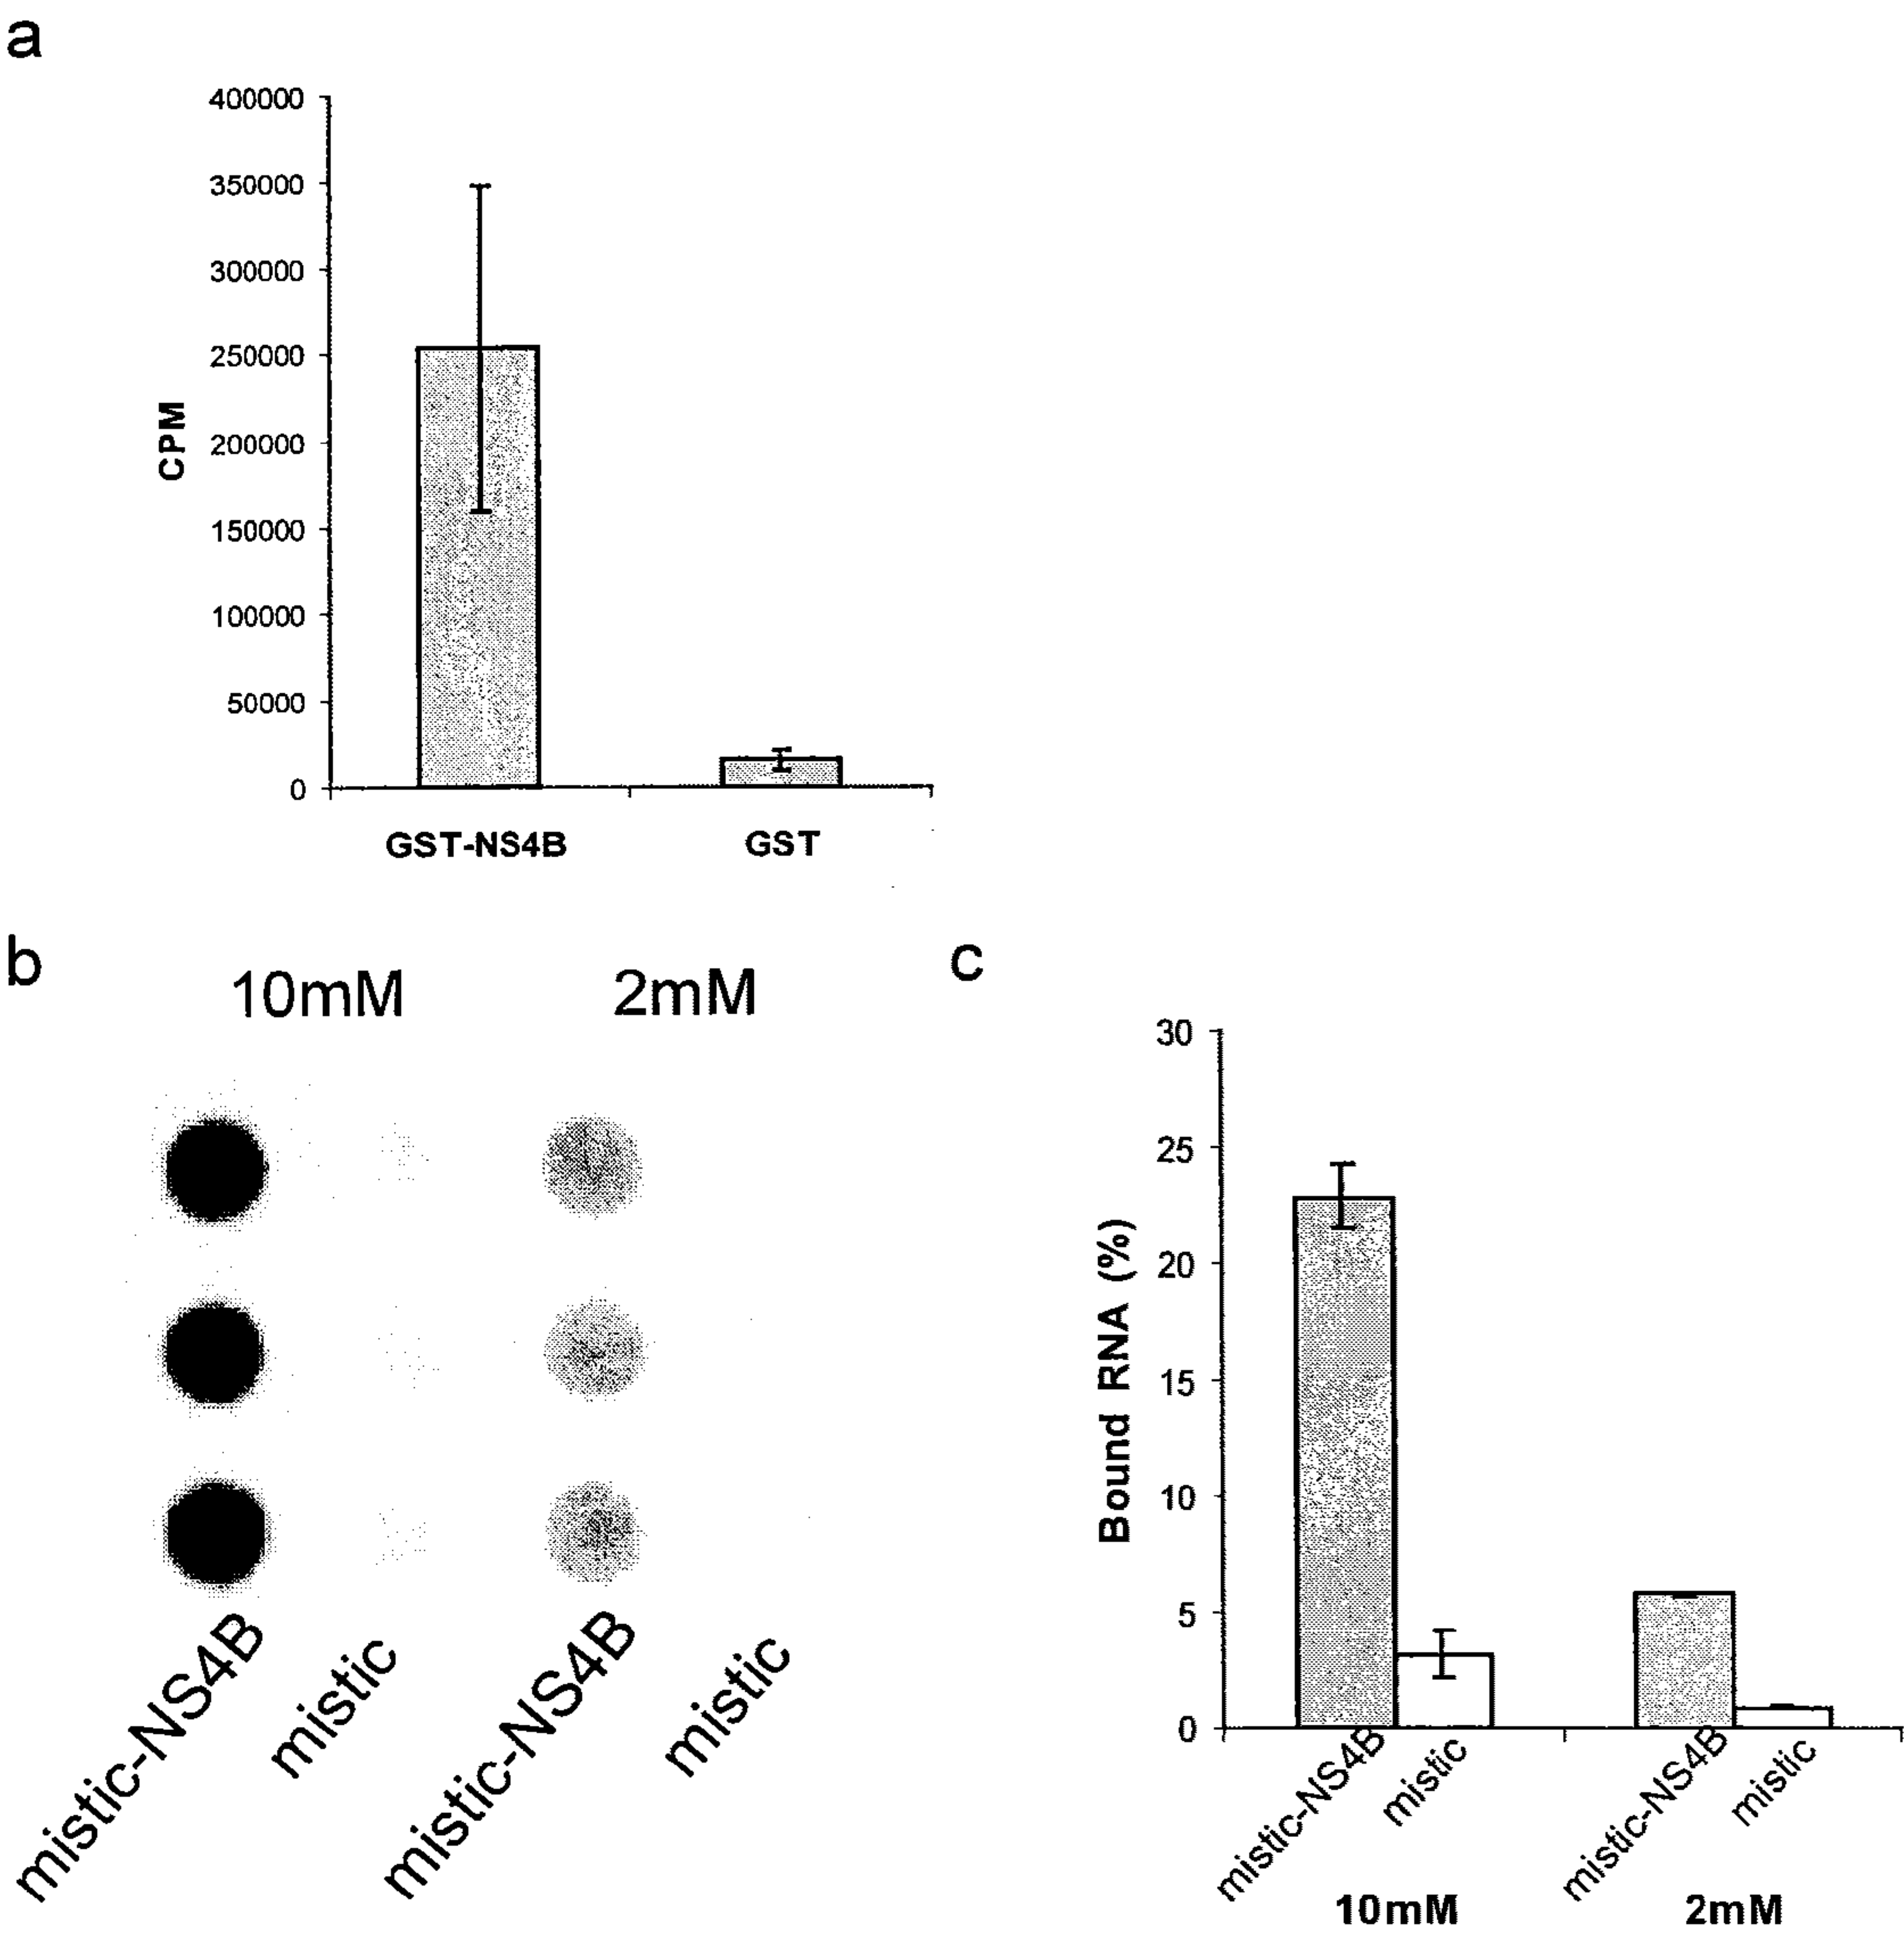 a
400000
350000
300000
250000
200000
150000
100000
50000
0
CPM
GST-NS4B GST
b
10mM 2mM
mistic-NS4B mistic mistic-NS4B mistic
c
30
25
20
15
10
5
0
Bound RNA (%)
mistic-NS4B mistic mistic-NS4B mistic
10mM 2mM